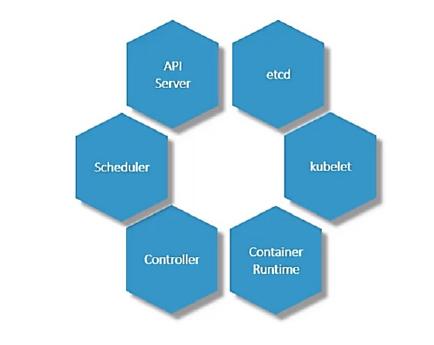 API
Server
etcd
Scheduler
kubelet
Controller
Container
Runtime